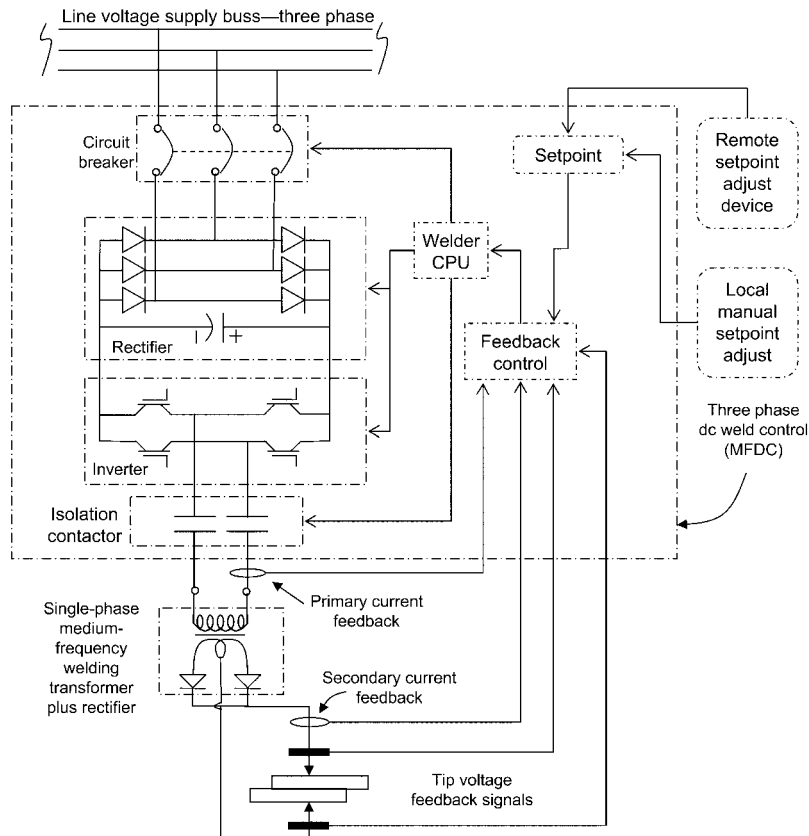 Line voltage supply buss—three phase
Circuit
breaker
Setpoint
Remote
setpoint
adjust
device
Welder
CPU
Local
manual
setpoint
adjust
Rectifier
+
Feedback
control
Three phase
dc weld control
(MFDC)
Inverter
Isolation
contactor
Primary current
feedback
Single-phase
medium-
frequency
welding
transformer
plus rectifier
Secondary current
feedback
Tip voltage
feedback signals